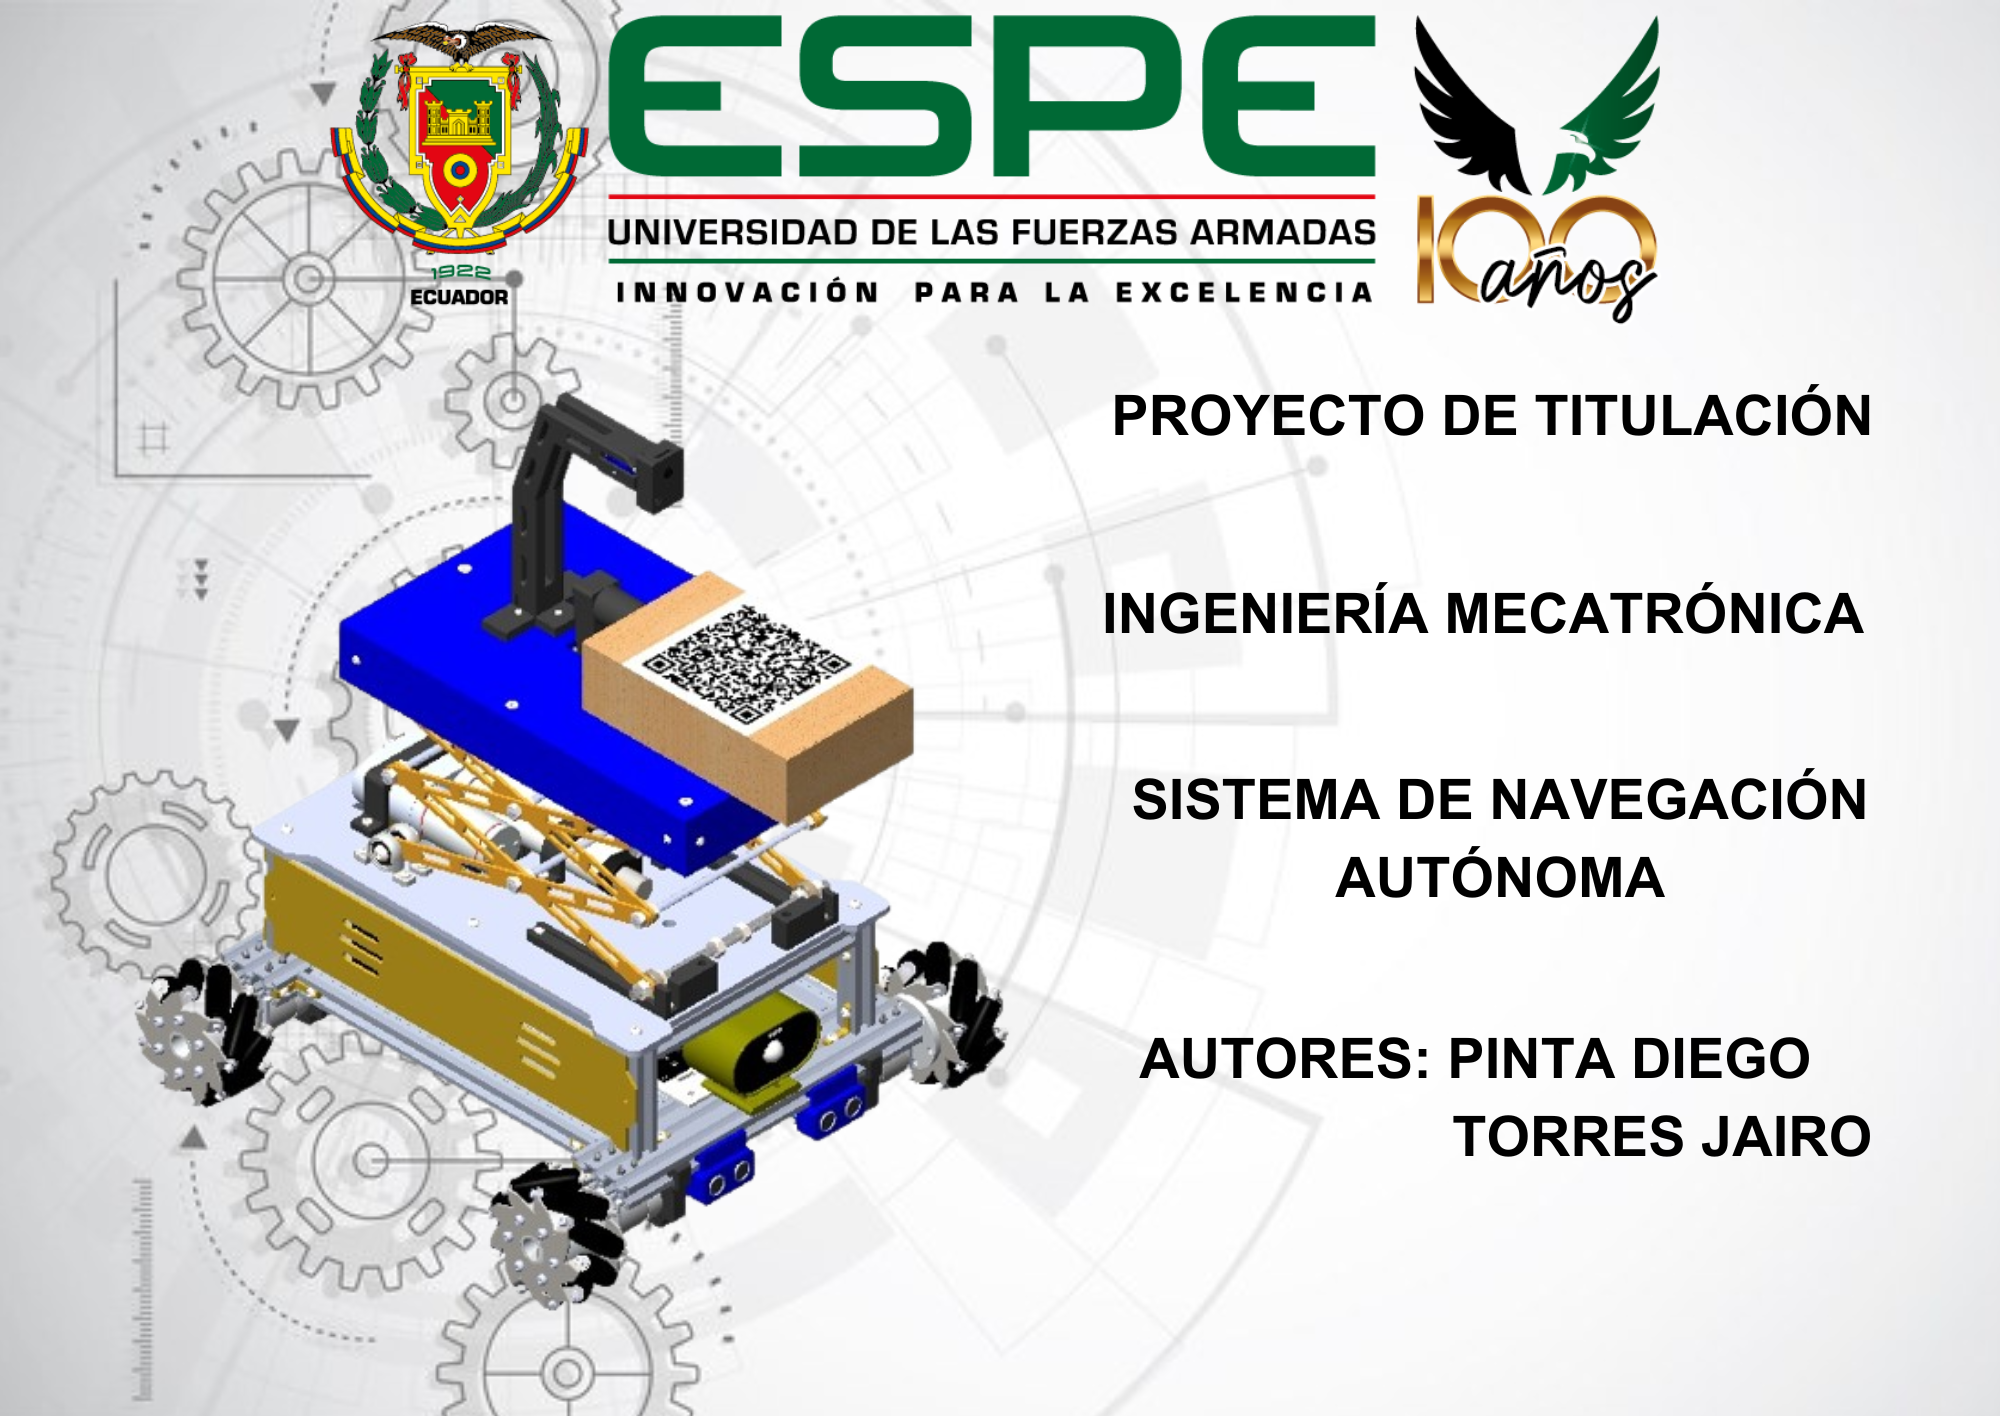 ESPE
UNIVERSIDAD DE LAS FUERZAS ARMADAS
INNOVACIÓN PARA LA EXCELENCIA
1922
ECUADOR
100
años
PROYECTO DE TITULACIÓN
INGENIERÍA MECATRÓNICA
SISTEMA DE NAVEGACIÓN
AUTÓNOMA
AUTORES: PINTA DIEGO
TORRES JAIRO